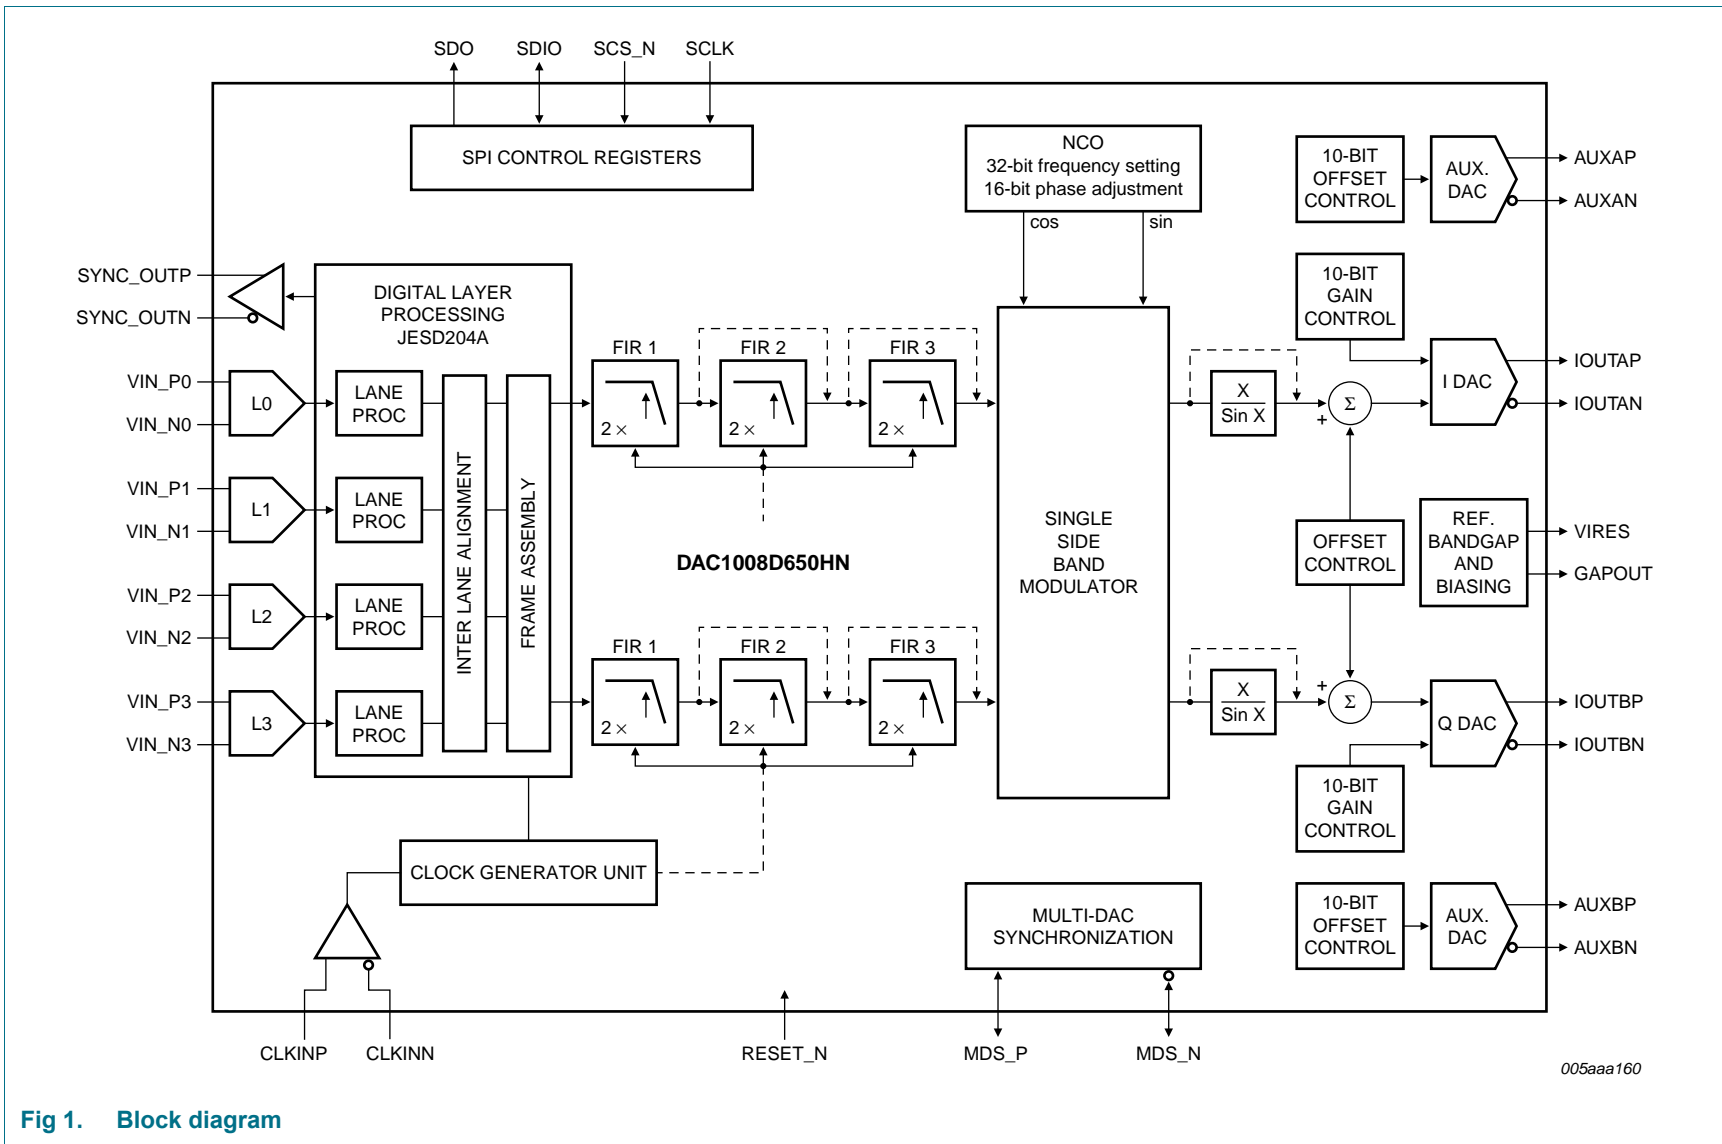 SDO
SDIO
SCS_N
SCLK
SPI CONTROL REGISTERS
NCO
32-bit frequency setting
16-bit phase adjustment
cos
sin
10-BIT
OFFSET
CONTROL
AUX.
DAC
AUXAP
AUXAN
SYNC_OUTP
SYNC_OUTN
DIGITAL LAYER
PROCESSING
JESD204A
10-BIT
GAIN
CONTROL
VIN_P0
VIN_N0
L0
LANE
PROC
FIR 1
2 ×
FIR 2
2 ×
FIR 3
2 ×
X
Sin X
Σ
+
I DAC
IOUTAP
IOUTAN
VIN_P1
VIN_N1
L1
LANE
PROC
INTER LANE ALIGNMENT
FRAME ASSEMBLY
DAC1008D650HN
SINGLE
SIDE
BAND
MODULATOR
OFFSET
CONTROL
REF.
BANDGAP
AND
BIASING
VIRES
GAPOUT
VIN_P2
VIN_N2
L2
LANE
PROC
VIN_P3
VIN_N3
L3
LANE
PROC
FIR 1
2 ×
FIR 2
2 ×
FIR 3
2 ×
X
Sin X
+
Σ
Q DAC
IOUTBP
IOUTBN
10-BIT
GAIN
CONTROL
CLOCK GENERATOR UNIT
MULTI-DAC
SYNCHRONIZATION
10-BIT
OFFSET
CONTROL
AUX.
DAC
AUXBP
AUXBN
CLKINP
CLKINN
RESET_N
MDS_P
MDS_N
005aaa160
Fig 1. Block diagram